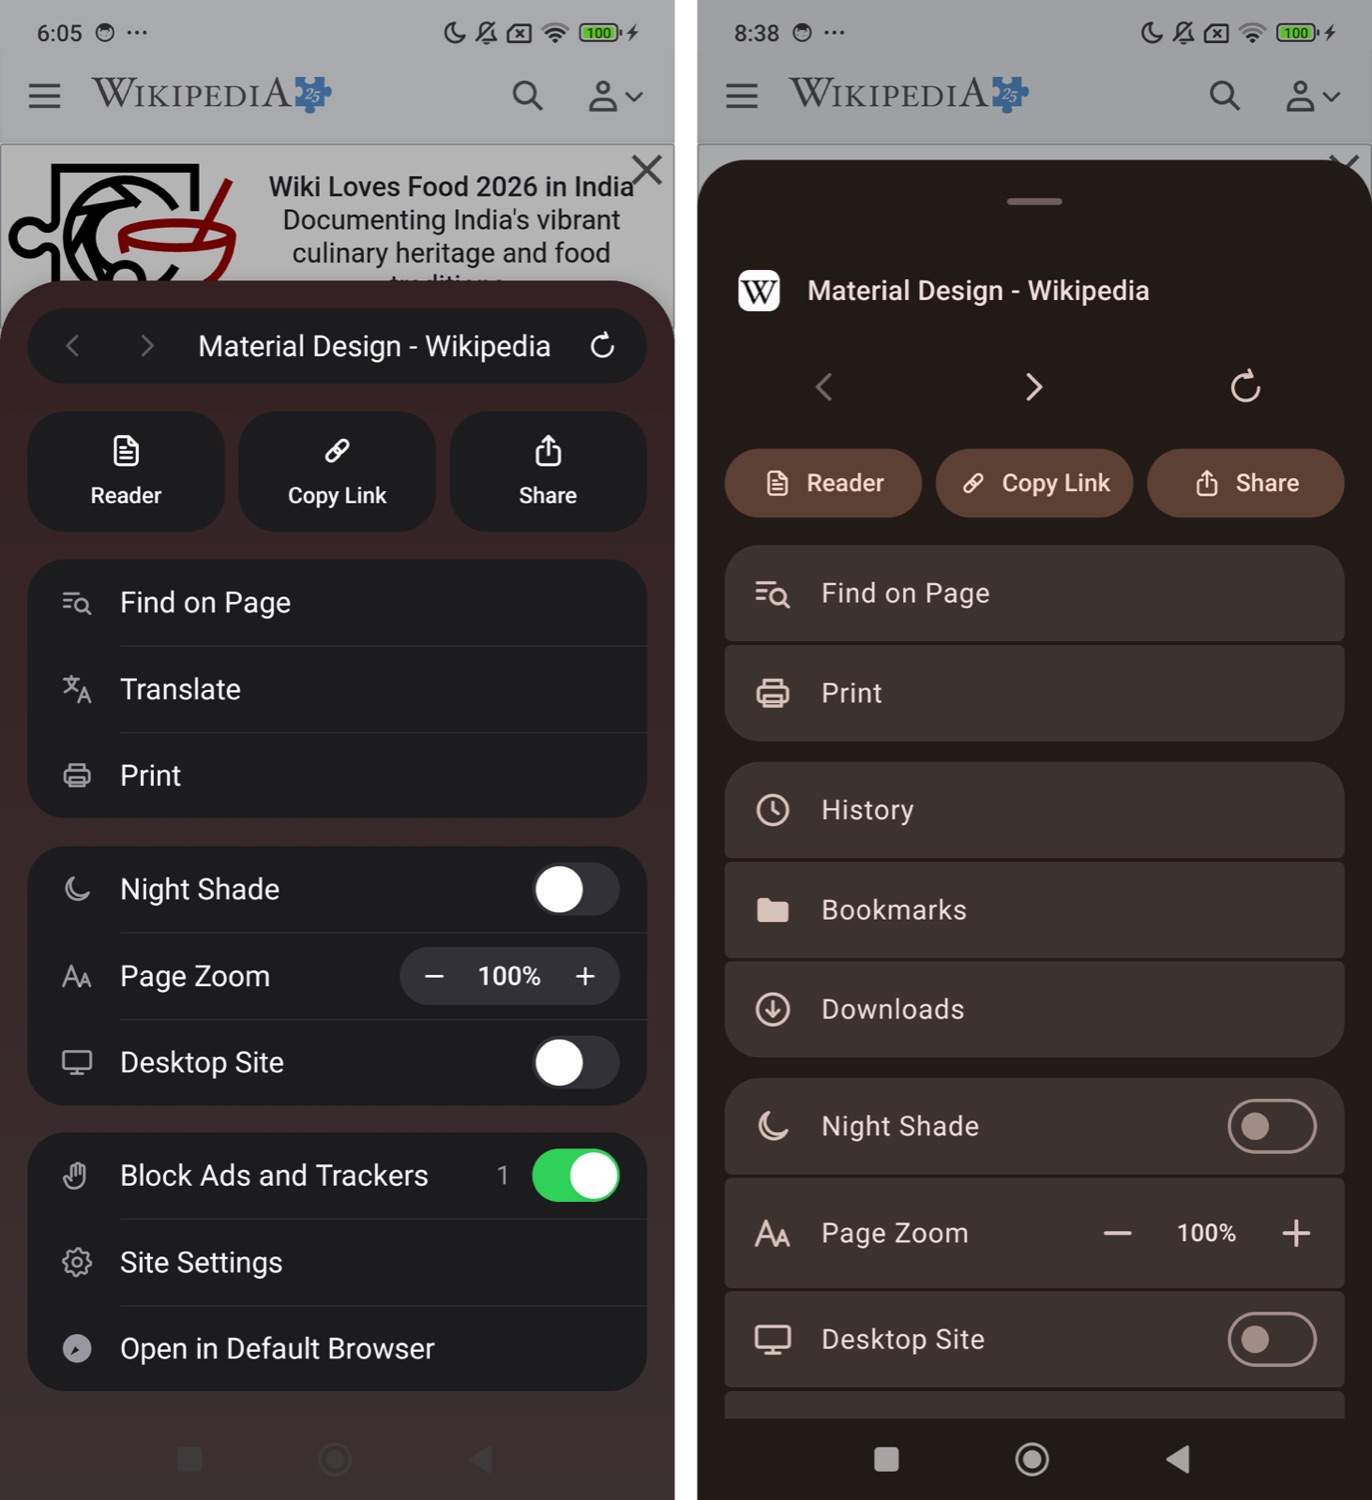 6:05
100
WIKIPEDIA 25
Wiki Loves Food 2026 in India
Documenting India's vibrant
culinary heritage and food
traditions
Material Design - Wikipedia
Reader
Copy Link
Share
Find on Page
Translate
Print
Night Shade
Page Zoom
100%
Desktop Site
Block Ads and Trackers 1
Site Settings
Open in Default Browser
8:38
100
WIKIPEDIA 25
W
Material Design - Wikipedia
Reader
Copy Link
Share
Find on Page
Print
History
Bookmarks
Downloads
Night Shade
Page Zoom
100%
Desktop Site